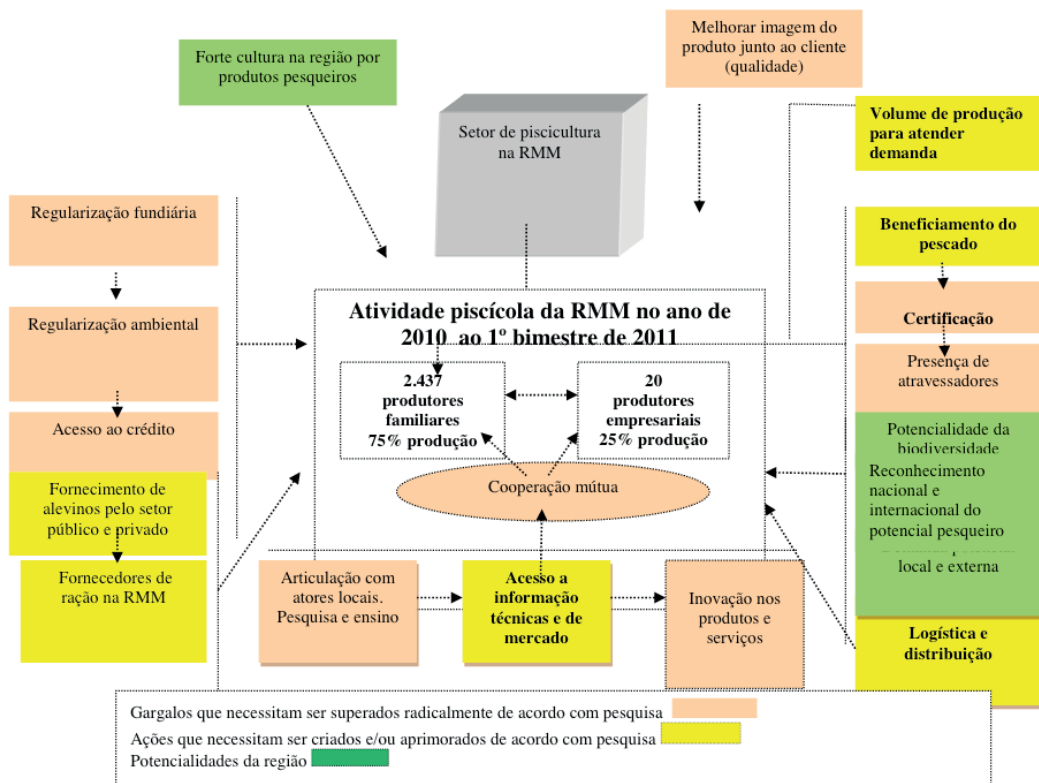 Melhorar imagem do
produto junto ao cliente
(qualidade)
Forte cultura na região por
produtos pesqueiros
Setor de piscicultura
na RMM
Volume de produção
para atender
demanda
Regularização fundiária
Regularização ambiental
Acesso ao crédito
Fornecimento de
alevinos pelo setor
público e privado
Fornecedores de
ração na RMM
Atividade piscícola da RMM no ano de
2010 ao 1º bimestre de 2011
2.437
produtores
familiares
75% produção
20
produtores
empresariais
25% produção
Cooperação mútua
Articulação com
atores locais.
Pesquisa e ensino
Acesso a
informação
técnicas e de
mercado
Inovação nos
produtos e
serviços
Beneficiamento do
pescado
Certificação
Presença de
atravessadores
Potencialidade da
biodiversidade
Reconhecimento
nacional e
internacional do
potencial pesqueiro
local e externa
Logística e
distribuição
Gargalos que necessitam ser superados radicalmente de acordo com pesquisa
Ações que necessitam ser criados e/ou aprimorados de acordo com pesquisa
Potencialidades da região